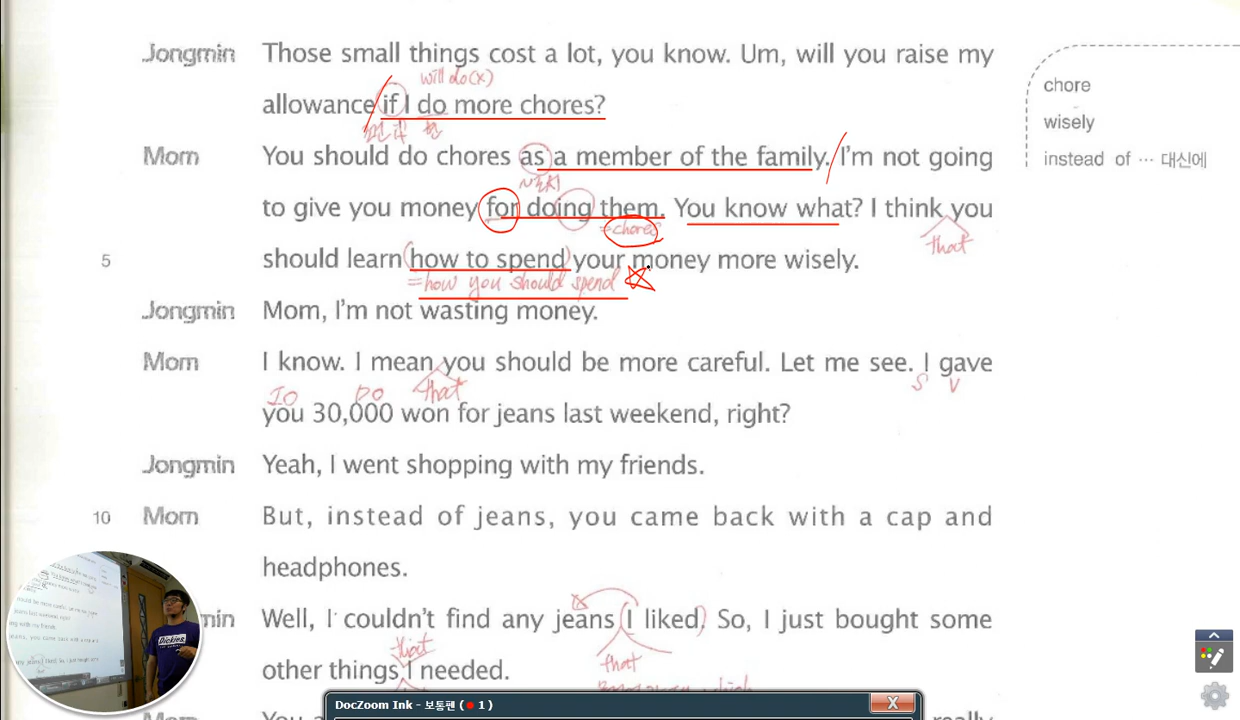 Jongmin Those small things cost a lot, you know. Um, will you raise my
will do(x)
allowance if I do more chores?
Mom You should do chores as a member of the family. I'm not going
to give you money for doing them. You know what? I think you
=chores
that
5 should learn (how to spend) your money more wisely.
=how you should spend
Jongmin Mom, I'm not wasting money.
Mom I know. I mean you should be more careful. Let me see. I gave
IO DO that S V
you 30,000 won for jeans last weekend, right?
Jongmin Yeah, I went shopping with my friends.
10 Mom But, instead of jeans, you came back with a cap and
headphones.
min Well, I couldn't find any jeans (I liked). So, I just bought some
that
other things I needed.
that
chore
wisely
instead of … 대신에
Dickies
DocZoom Ink - 보통펜 ( 1 )